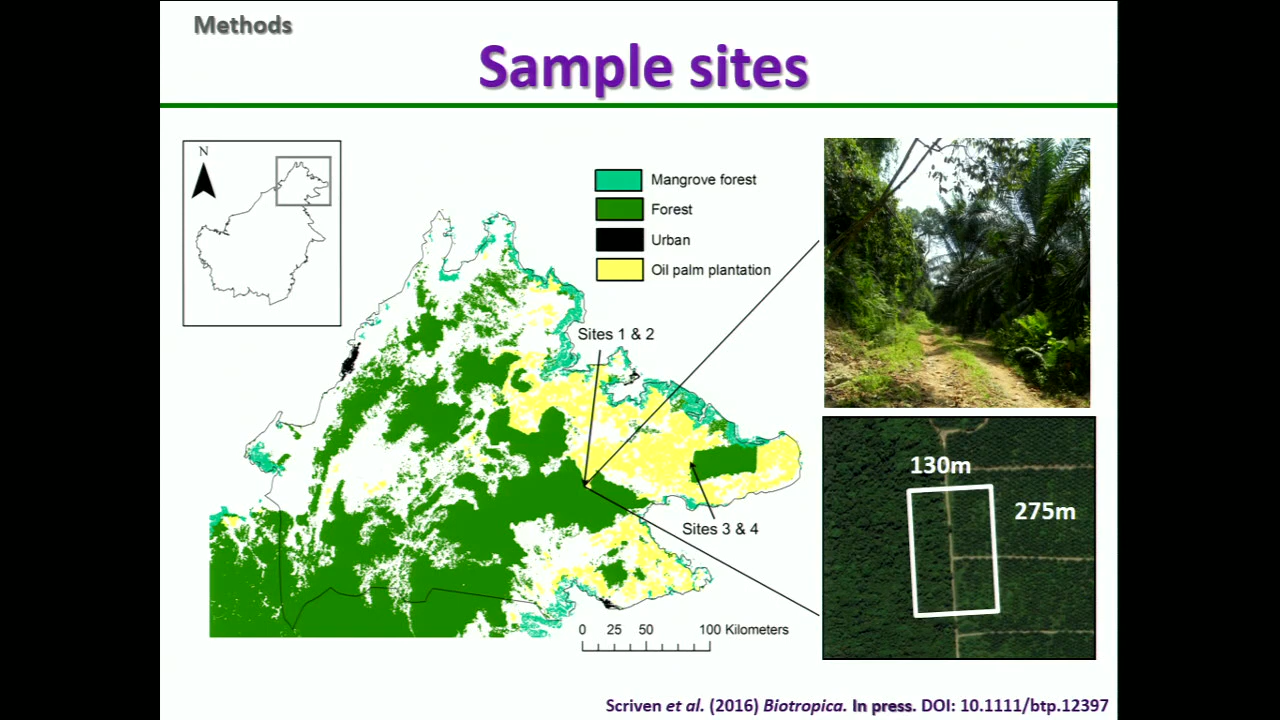 Methods
Sample sites
N
Mangrove forest
Forest
Urban
Oil palm plantation
Sites 1 & 2
Sites 3 & 4
0 25 50 100 Kilometers
130m
275m
Scriven et al. (2016) Biotropica. In press. DOI: 10.1111/btp.12397